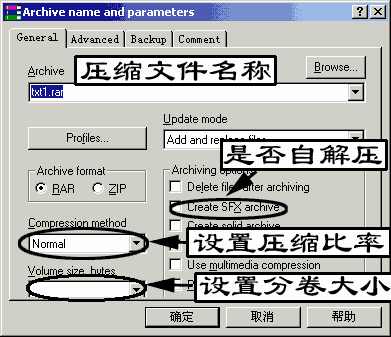 Archive name and parameters
General Advanced Backup Comment
Archive 压缩文件名称 Browse...
txt1.rar
Update mode
Profiles... Add and replace files
是否自解压
Archive format Archiving options
RAR ZIP Delete files after archiving
Create SFX archive
Compression method Create solid archive
Normal 设置压缩比率
Use multimedia compression
Volume size, bytes
设置分卷大小
确定 取消 帮助